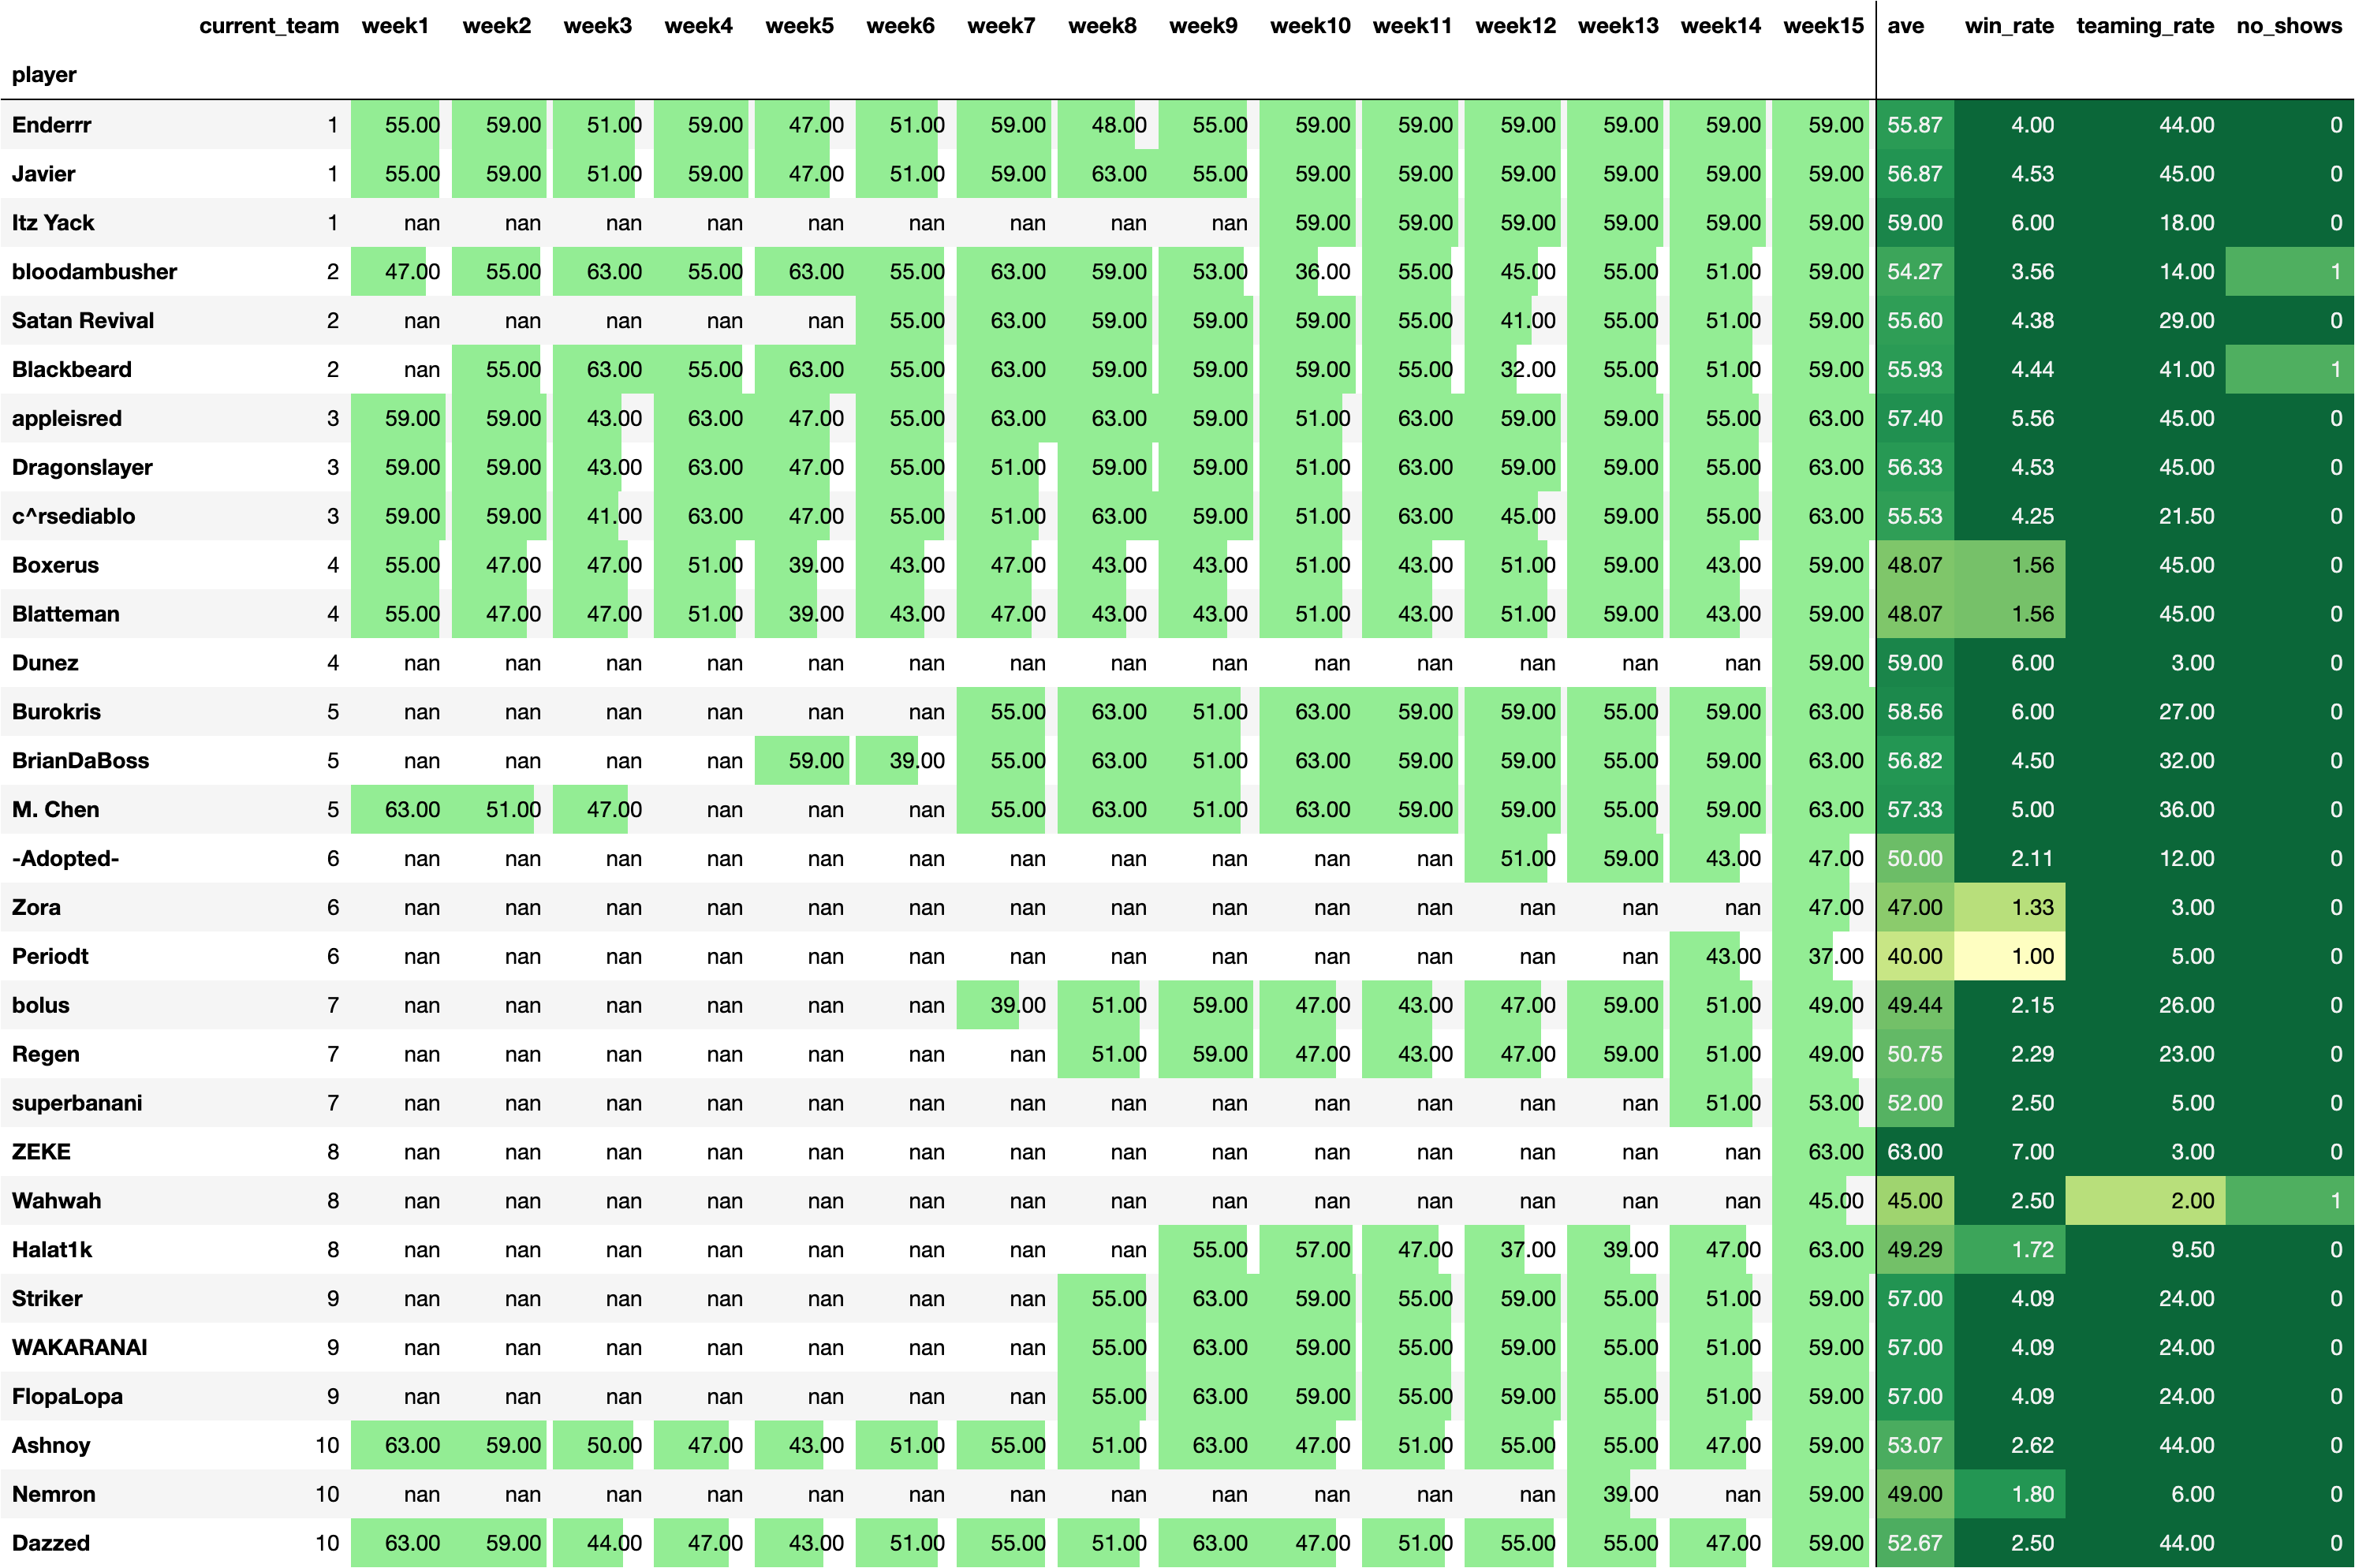 current_team week1 week2 week3 week4 week5 week6 week7 week8 week9 week10 week11 week12 week13 week14 week15 ave win_rate teaming_rate no_shows
player
Enderrr 1 55.00 59.00 51.00 59.00 47.00 51.00 59.00 48.00 55.00 59.00 59.00 59.00 59.00 59.00 59.00 55.87 4.00 44.00 0
Javier 1 55.00 59.00 51.00 59.00 47.00 51.00 59.00 63.00 55.00 59.00 59.00 59.00 59.00 59.00 59.00 56.87 4.53 45.00 0
Itz Yack 1 nan nan nan nan nan nan nan nan nan 59.00 59.00 59.00 59.00 59.00 59.00 59.00 6.00 18.00 0
bloodambusher 2 47.00 55.00 63.00 55.00 63.00 55.00 63.00 59.00 53.00 36.00 55.00 45.00 55.00 51.00 59.00 54.27 3.56 14.00 1
Satan Revival 2 nan nan nan nan nan 55.00 63.00 59.00 59.00 59.00 55.00 41.00 55.00 51.00 59.00 55.60 4.38 29.00 0
Blackbeard 2 nan 55.00 63.00 55.00 63.00 55.00 63.00 59.00 59.00 59.00 55.00 32.00 55.00 51.00 59.00 55.93 4.44 41.00 1
appleisred 3 59.00 59.00 43.00 63.00 47.00 55.00 63.00 63.00 59.00 51.00 63.00 59.00 59.00 55.00 63.00 57.40 5.56 45.00 0
Dragonslayer 3 59.00 59.00 43.00 63.00 47.00 55.00 51.00 59.00 59.00 51.00 63.00 59.00 59.00 55.00 63.00 56.33 4.53 45.00 0
c^rsediablo 3 59.00 59.00 41.00 63.00 47.00 55.00 51.00 63.00 59.00 51.00 63.00 45.00 59.00 55.00 63.00 55.53 4.25 21.50 0
Boxerus 4 55.00 47.00 47.00 51.00 39.00 43.00 47.00 43.00 43.00 51.00 43.00 51.00 59.00 43.00 59.00 48.07 1.56 45.00 0
Blatteman 4 55.00 47.00 47.00 51.00 39.00 43.00 47.00 43.00 43.00 51.00 43.00 51.00 59.00 43.00 59.00 48.07 1.56 45.00 0
Dunez 4 nan nan nan nan nan nan nan nan nan nan nan nan nan nan 59.00 59.00 6.00 3.00 0
Burokris 5 nan nan nan nan nan nan 55.00 63.00 51.00 63.00 59.00 59.00 55.00 59.00 63.00 58.56 6.00 27.00 0
BrianDaBoss 5 nan nan nan nan 59.00 39.00 55.00 63.00 51.00 63.00 59.00 59.00 55.00 59.00 63.00 56.82 4.50 32.00 0
M. Chen 5 63.00 51.00 47.00 nan nan nan 55.00 63.00 51.00 63.00 59.00 59.00 55.00 59.00 63.00 57.33 5.00 36.00 0
-Adopted- 6 nan nan nan nan nan nan nan nan nan nan nan 51.00 59.00 43.00 47.00 50.00 2.11 12.00 0
Zora 6 nan nan nan nan nan nan nan nan nan nan nan nan nan nan 47.00 47.00 1.33 3.00 0
Periodt 6 nan nan nan nan nan nan nan nan nan nan nan nan nan 43.00 37.00 40.00 1.00 5.00 0
bolus 7 nan nan nan nan nan nan 39.00 51.00 59.00 47.00 43.00 47.00 59.00 51.00 49.00 49.44 2.15 26.00 0
Regen 7 nan nan nan nan nan nan nan 51.00 59.00 47.00 43.00 47.00 59.00 51.00 49.00 50.75 2.29 23.00 0
superbanani 7 nan nan nan nan nan nan nan nan nan nan nan nan nan 51.00 53.00 52.00 2.50 5.00 0
ZEKE 8 nan nan nan nan nan nan nan nan nan nan nan nan nan nan 63.00 63.00 7.00 3.00 0
Wahwah 8 nan nan nan nan nan nan nan nan nan nan nan nan nan nan 45.00 45.00 2.50 2.00 1
Halat1k 8 nan nan nan nan nan nan nan nan 55.00 57.00 47.00 37.00 39.00 47.00 63.00 49.29 1.72 9.50 0
Striker 9 nan nan nan nan nan nan nan 55.00 63.00 59.00 55.00 59.00 55.00 51.00 59.00 57.00 4.09 24.00 0
WAKARANAI 9 nan nan nan nan nan nan nan 55.00 63.00 59.00 55.00 59.00 55.00 51.00 59.00 57.00 4.09 24.00 0
FlopaLopa 9 nan nan nan nan nan nan nan 55.00 63.00 59.00 55.00 59.00 55.00 51.00 59.00 57.00 4.09 24.00 0
Ashnoy 10 63.00 59.00 50.00 47.00 43.00 51.00 55.00 51.00 63.00 47.00 51.00 55.00 55.00 47.00 59.00 53.07 2.62 44.00 0
Nemron 10 nan nan nan nan nan nan nan nan nan nan nan nan 39.00 nan 59.00 49.00 1.80 6.00 0
Dazzed 10 63.00 59.00 44.00 47.00 43.00 51.00 55.00 51.00 63.00 47.00 51.00 55.00 55.00 47.00 59.00 52.67 2.50 44.00 0